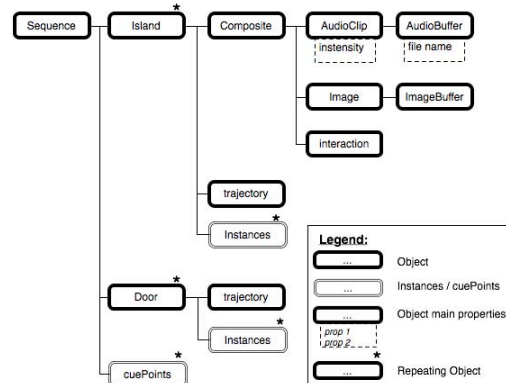 Sequence
Island
*
Composite
AudioClip
instensity
AudioBuffer
file name
Image
ImageBuffer
interaction
trajectory
*
Instances
*
Door
trajectory
*
Instances
*
cuePoints
Legend:
...
Object
...
Instances / cuePoints
...
Object main properties
prop 1
prop 2
*
...
Repeating Object